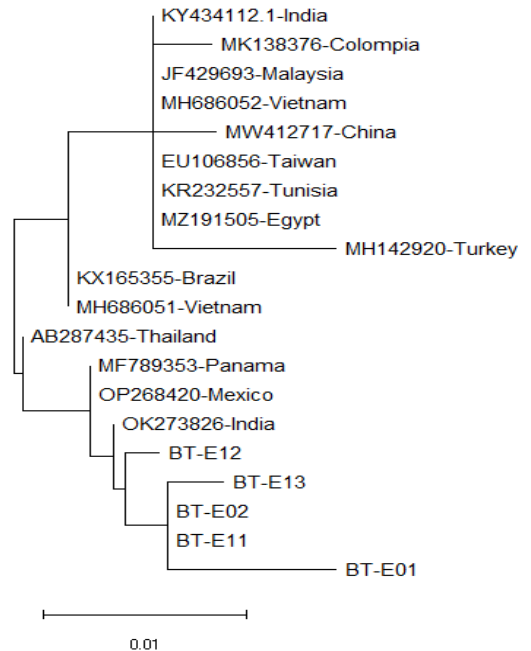 KY434112.1-India
MK138376-Colompia
JF429693-Malaysia
MH686052-Vietnam
MW412717-China
EU106856-Taiwan
KR232557-Tunisia
MZ191505-Egypt
MH142920-Turkey
KX165355-Brazil
MH686051-Vietnam
AB287435-Thailand
MF789353-Panama
OP268420-Mexico
OK273826-India
BT-E12
BT-E13
BT-E02
BT-E11
BT-E01
0.01